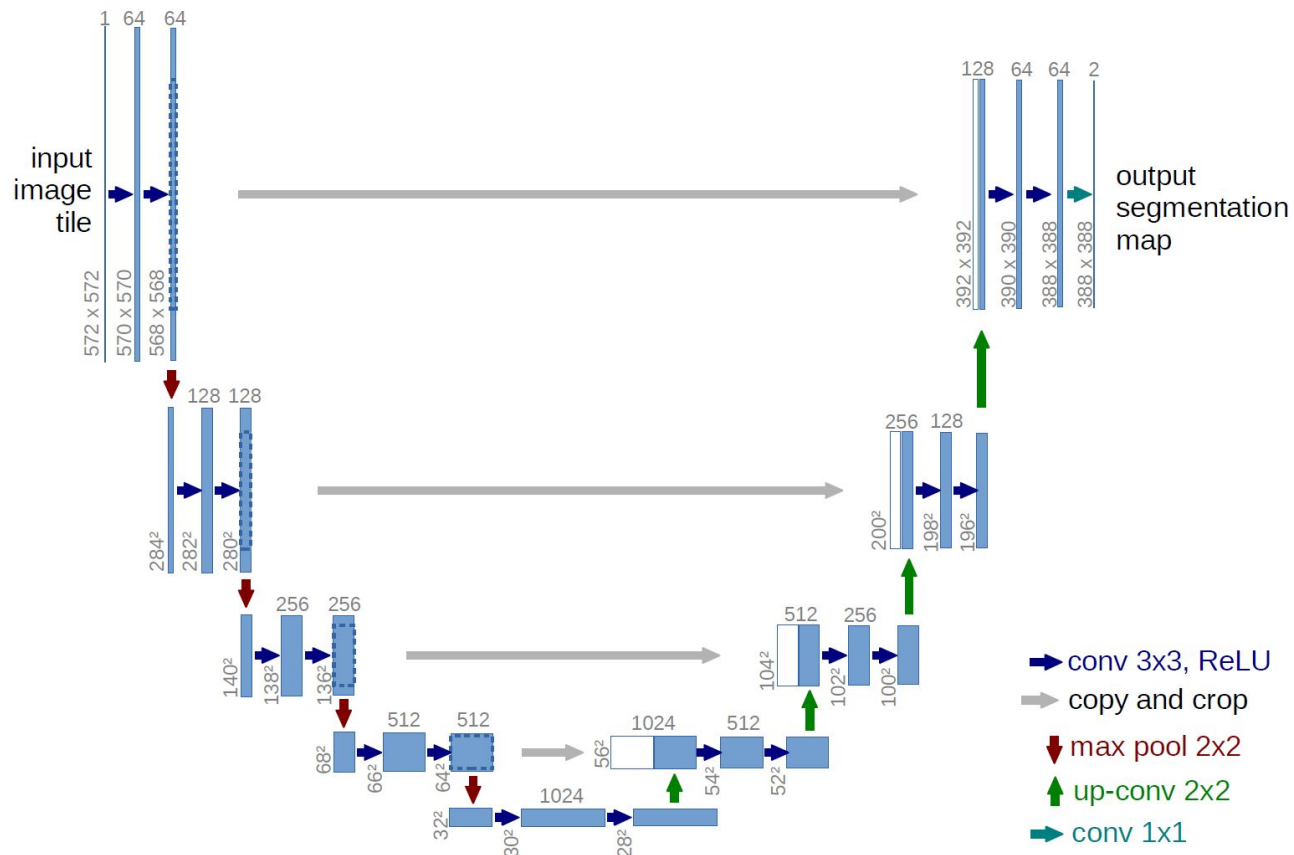 1 64 64
input
image
tile
572 x 572
570 x 570
568 x 568
128 64 64 2
output
segmentation
map
392 x 392
390 x 390
388 x 388
388 x 388
128 128
284²
282²
280²
256 128
200²
198²
196²
256 256
140²
138²
136²
512 256
104²
102²
100²
512 512
68²
66²
64²
1024 512
56²
54²
52²
1024
32²
30²
28²
conv 3x3, ReLU
copy and crop
max pool 2x2
up-conv 2x2
conv 1x1